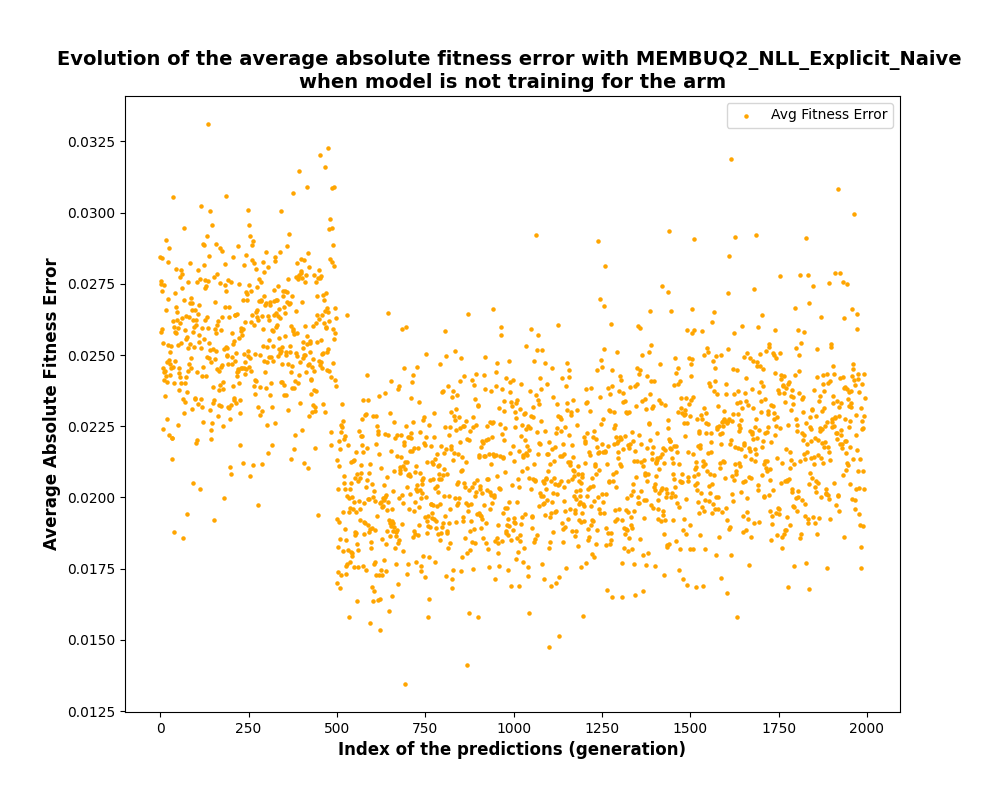 Evolution of the average absolute fitness error with MEMBUQ2_NLL_Explicit_Naive
when model is not training for the arm
Avg Fitness Error
0.0325
0.0300
0.0275
0.0250
0.0225
0.0200
0.0175
0.0150
0.0125
Average Absolute Fitness Error
0 250 500 750 1000 1250 1500 1750 2000
Index of the predictions (generation)